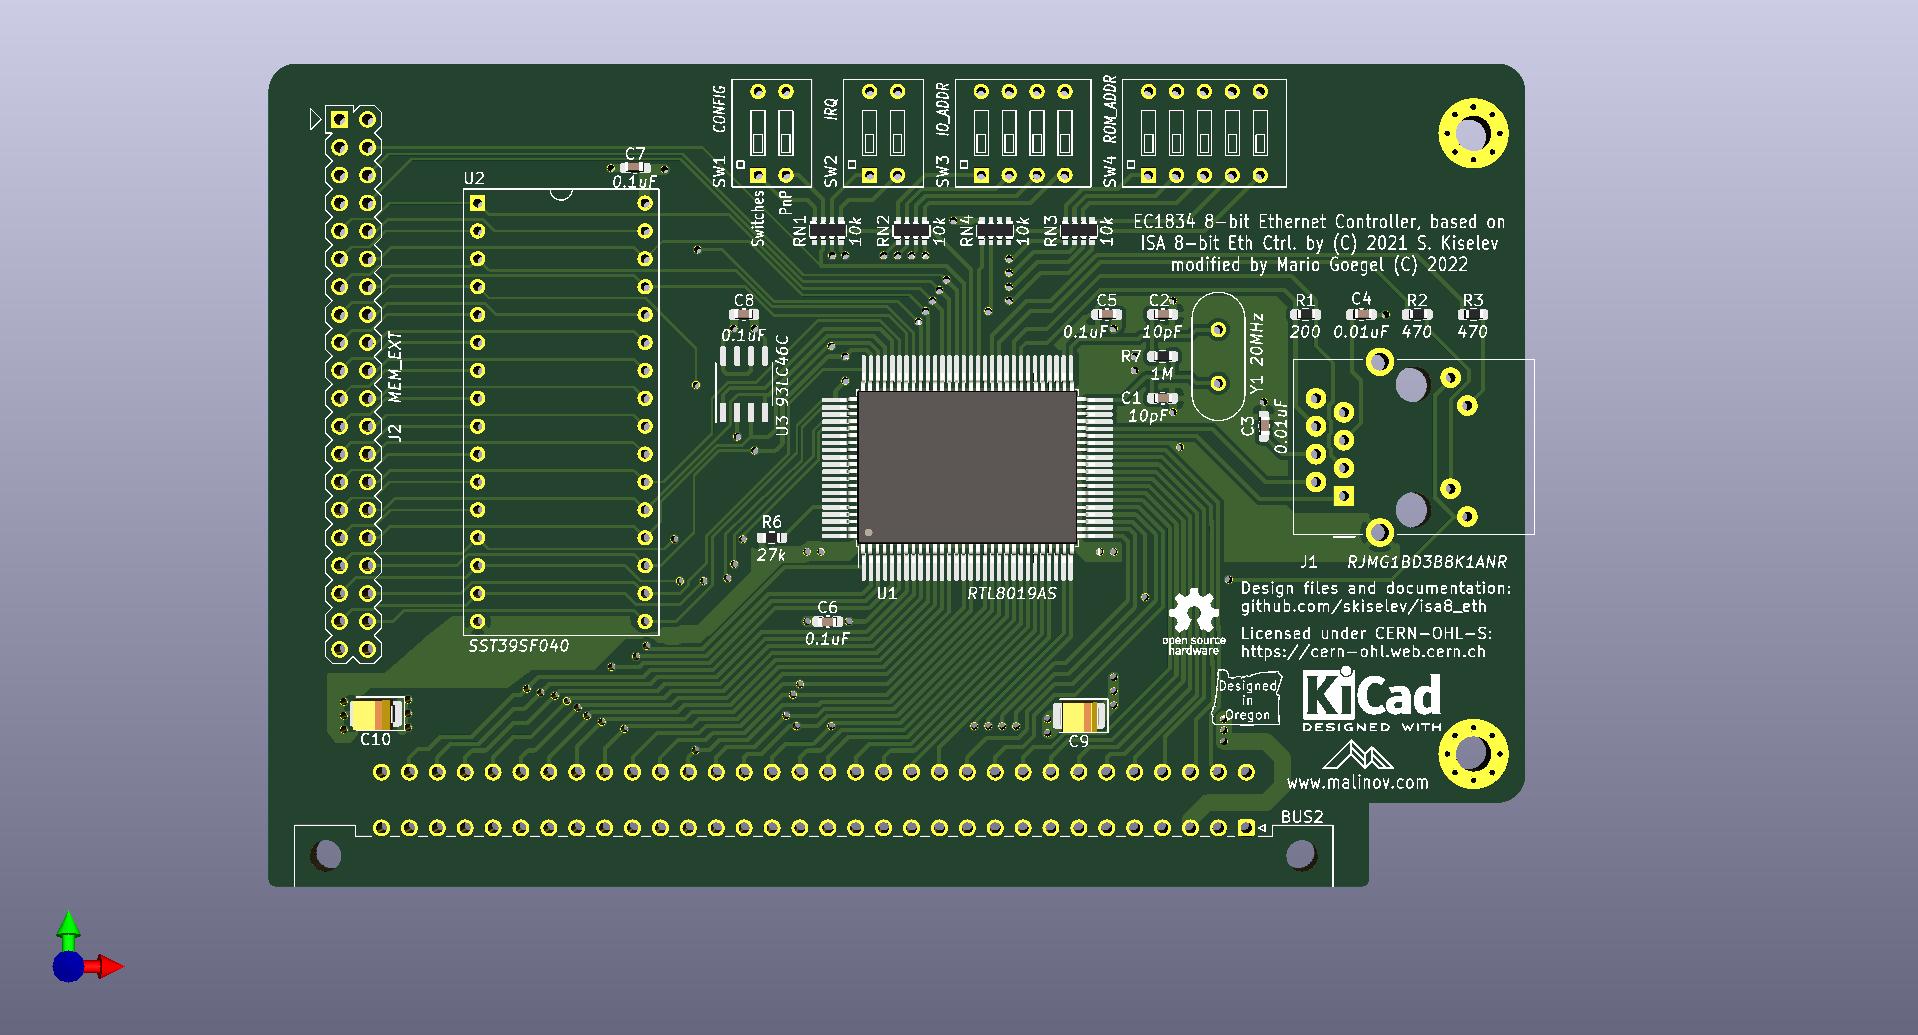 CONFIG
SW1
IRQ
SW2
IO_ADDR
SW3
ROM_ADDR
SW4
Switches
PnP
C7
0.1uF
U2
RN1
10k
RN2
10k
RN4
10k
RN3
10k
EC1834 8-bit Ethernet Controller, based on
ISA 8-bit Eth Ctrl. by (C) 2021 S. Kiselev
modified by Mario Goegel (C) 2022
C8
0.1uF
C5
0.1uF
C2
10pF
R1
200
C4
0.01uF
R2
470
R3
470
R7
1M
C1
10pF
Y1 20MHz
C3
0.01uF
J2 MEM_EXT
U3 93LC46C
R6
27k
U1
RTL8019AS
J1
RJMG1BD3B8K1ANR
C6
0.1uF
SST39SF040
Design files and documentation:
github.com/skiselev/isa8_eth
open source
hardware
Licensed under CERN-OHL-S:
https://cern-ohl.web.cern.ch
Designed
in
Oregon
KiCad
DESIGNED WITH
C10
C9
www.malinov.com
BUS2